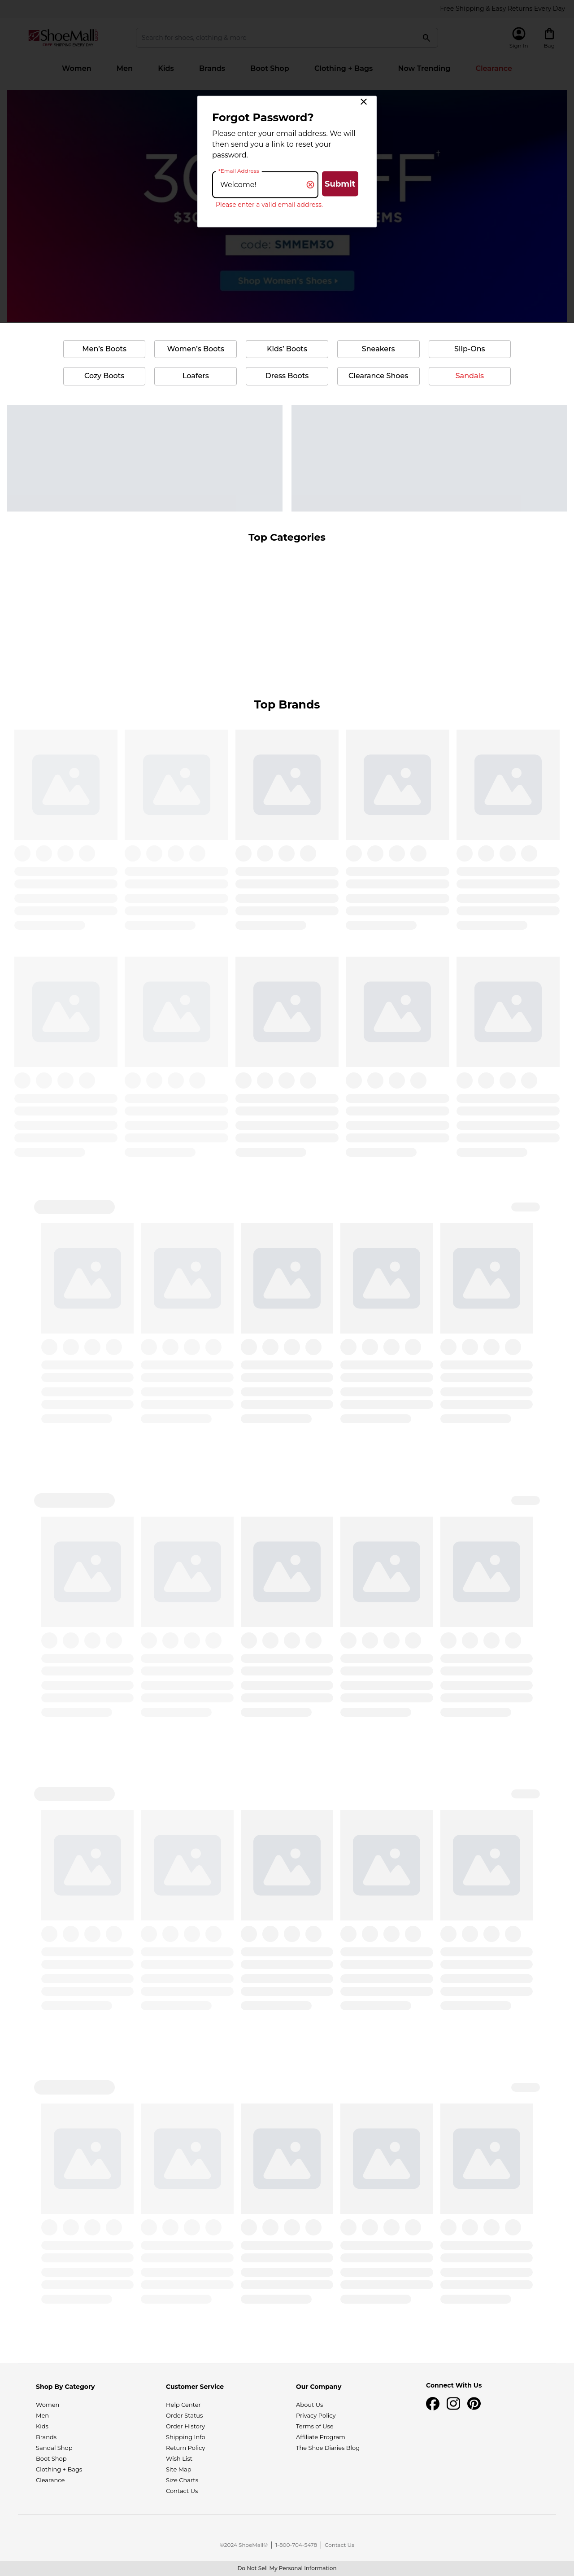 Free Shipping & Easy Returns Every Day
ShoeMall
FREE SHIPPING EVERY DAY
Search for shoes, clothing & more
Sign In
Bag
Women
Men
Kids
Brands
Boot Shop
Clothing + Bags
Now Trending
Clearance
Forgot Password?
Please enter your email address. We will
then send you a link to reset your
password.
*Email Address
Welcome!
Submit
Please enter a valid email address.
code: SMMEM30
Shop Women's Shoes
Men's Boots
Women's Boots
Kids' Boots
Sneakers
Slip-Ons
Cozy Boots
Loafers
Dress Boots
Clearance Shoes
Sandals
Top Categories
Top Brands
Shop By Category
Women
Men
Kids
Brands
Sandal Shop
Boot Shop
Clothing + Bags
Clearance
Customer Service
Help Center
Order Status
Order History
Shipping Info
Return Policy
Wish List
Site Map
Size Charts
Contact Us
Our Company
About Us
Privacy Policy
Terms of Use
Affiliate Program
The Shoe Diaries Blog
Connect With Us
©2024 ShoeMall® | 1-800-704-5478 | Contact Us
Do Not Sell My Personal Information